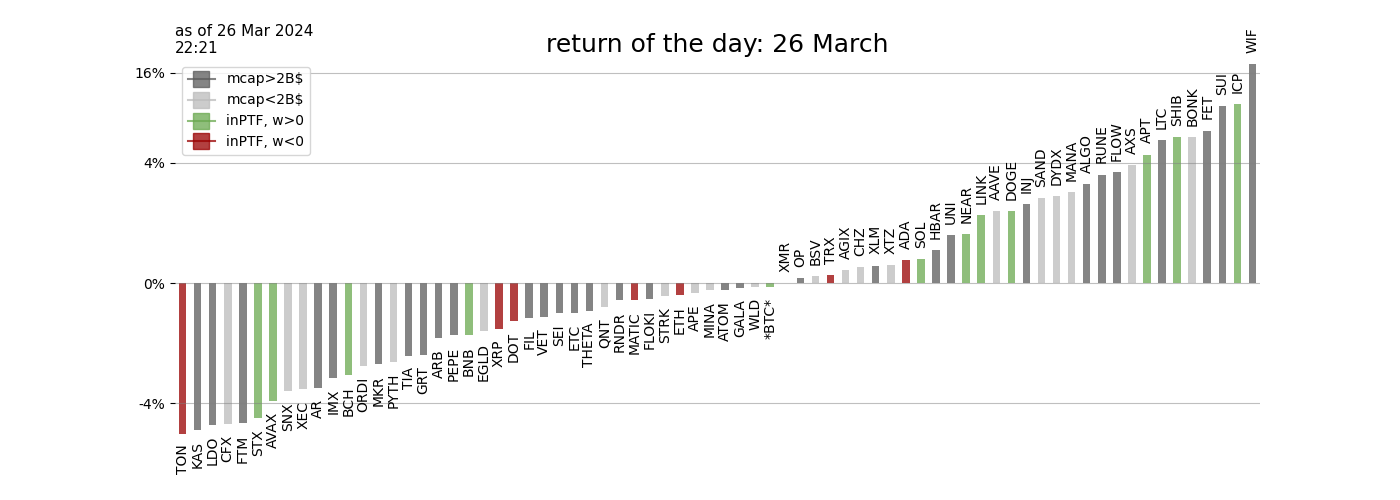 as of 26 Mar 2024
22:21
return of the day: 26 March
mcap>2B$
mcap<2B$
inPTF, w>0
inPTF, w<0
16%
4%
0%
-4%
TON
KAS
LDO
CFX
FTM
STX
AVAX
SNX
XEC
AR
IMX
BCH
ORDI
MKR
PYTH
TIA
GRT
ARB
PEPE
BNB
EGLD
XRP
DOT
FIL
VET
SEI
ETC
THETA
QNT
RNDR
MATIC
FLOKI
STRK
ETH
APE
MINA
ATOM
GALA
WLD
*BTC*
XMR
OP
BSV
TRX
AGIX
CHZ
XLM
XTZ
ADA
SOL
HBAR
UNI
NEAR
LINK
AAVE
DOGE
INJ
SAND
DYDX
MANA
ALGO
RUNE
FLOW
AXS
APT
LTC
SHIB
BONK
FET
SUI
ICP
WIF